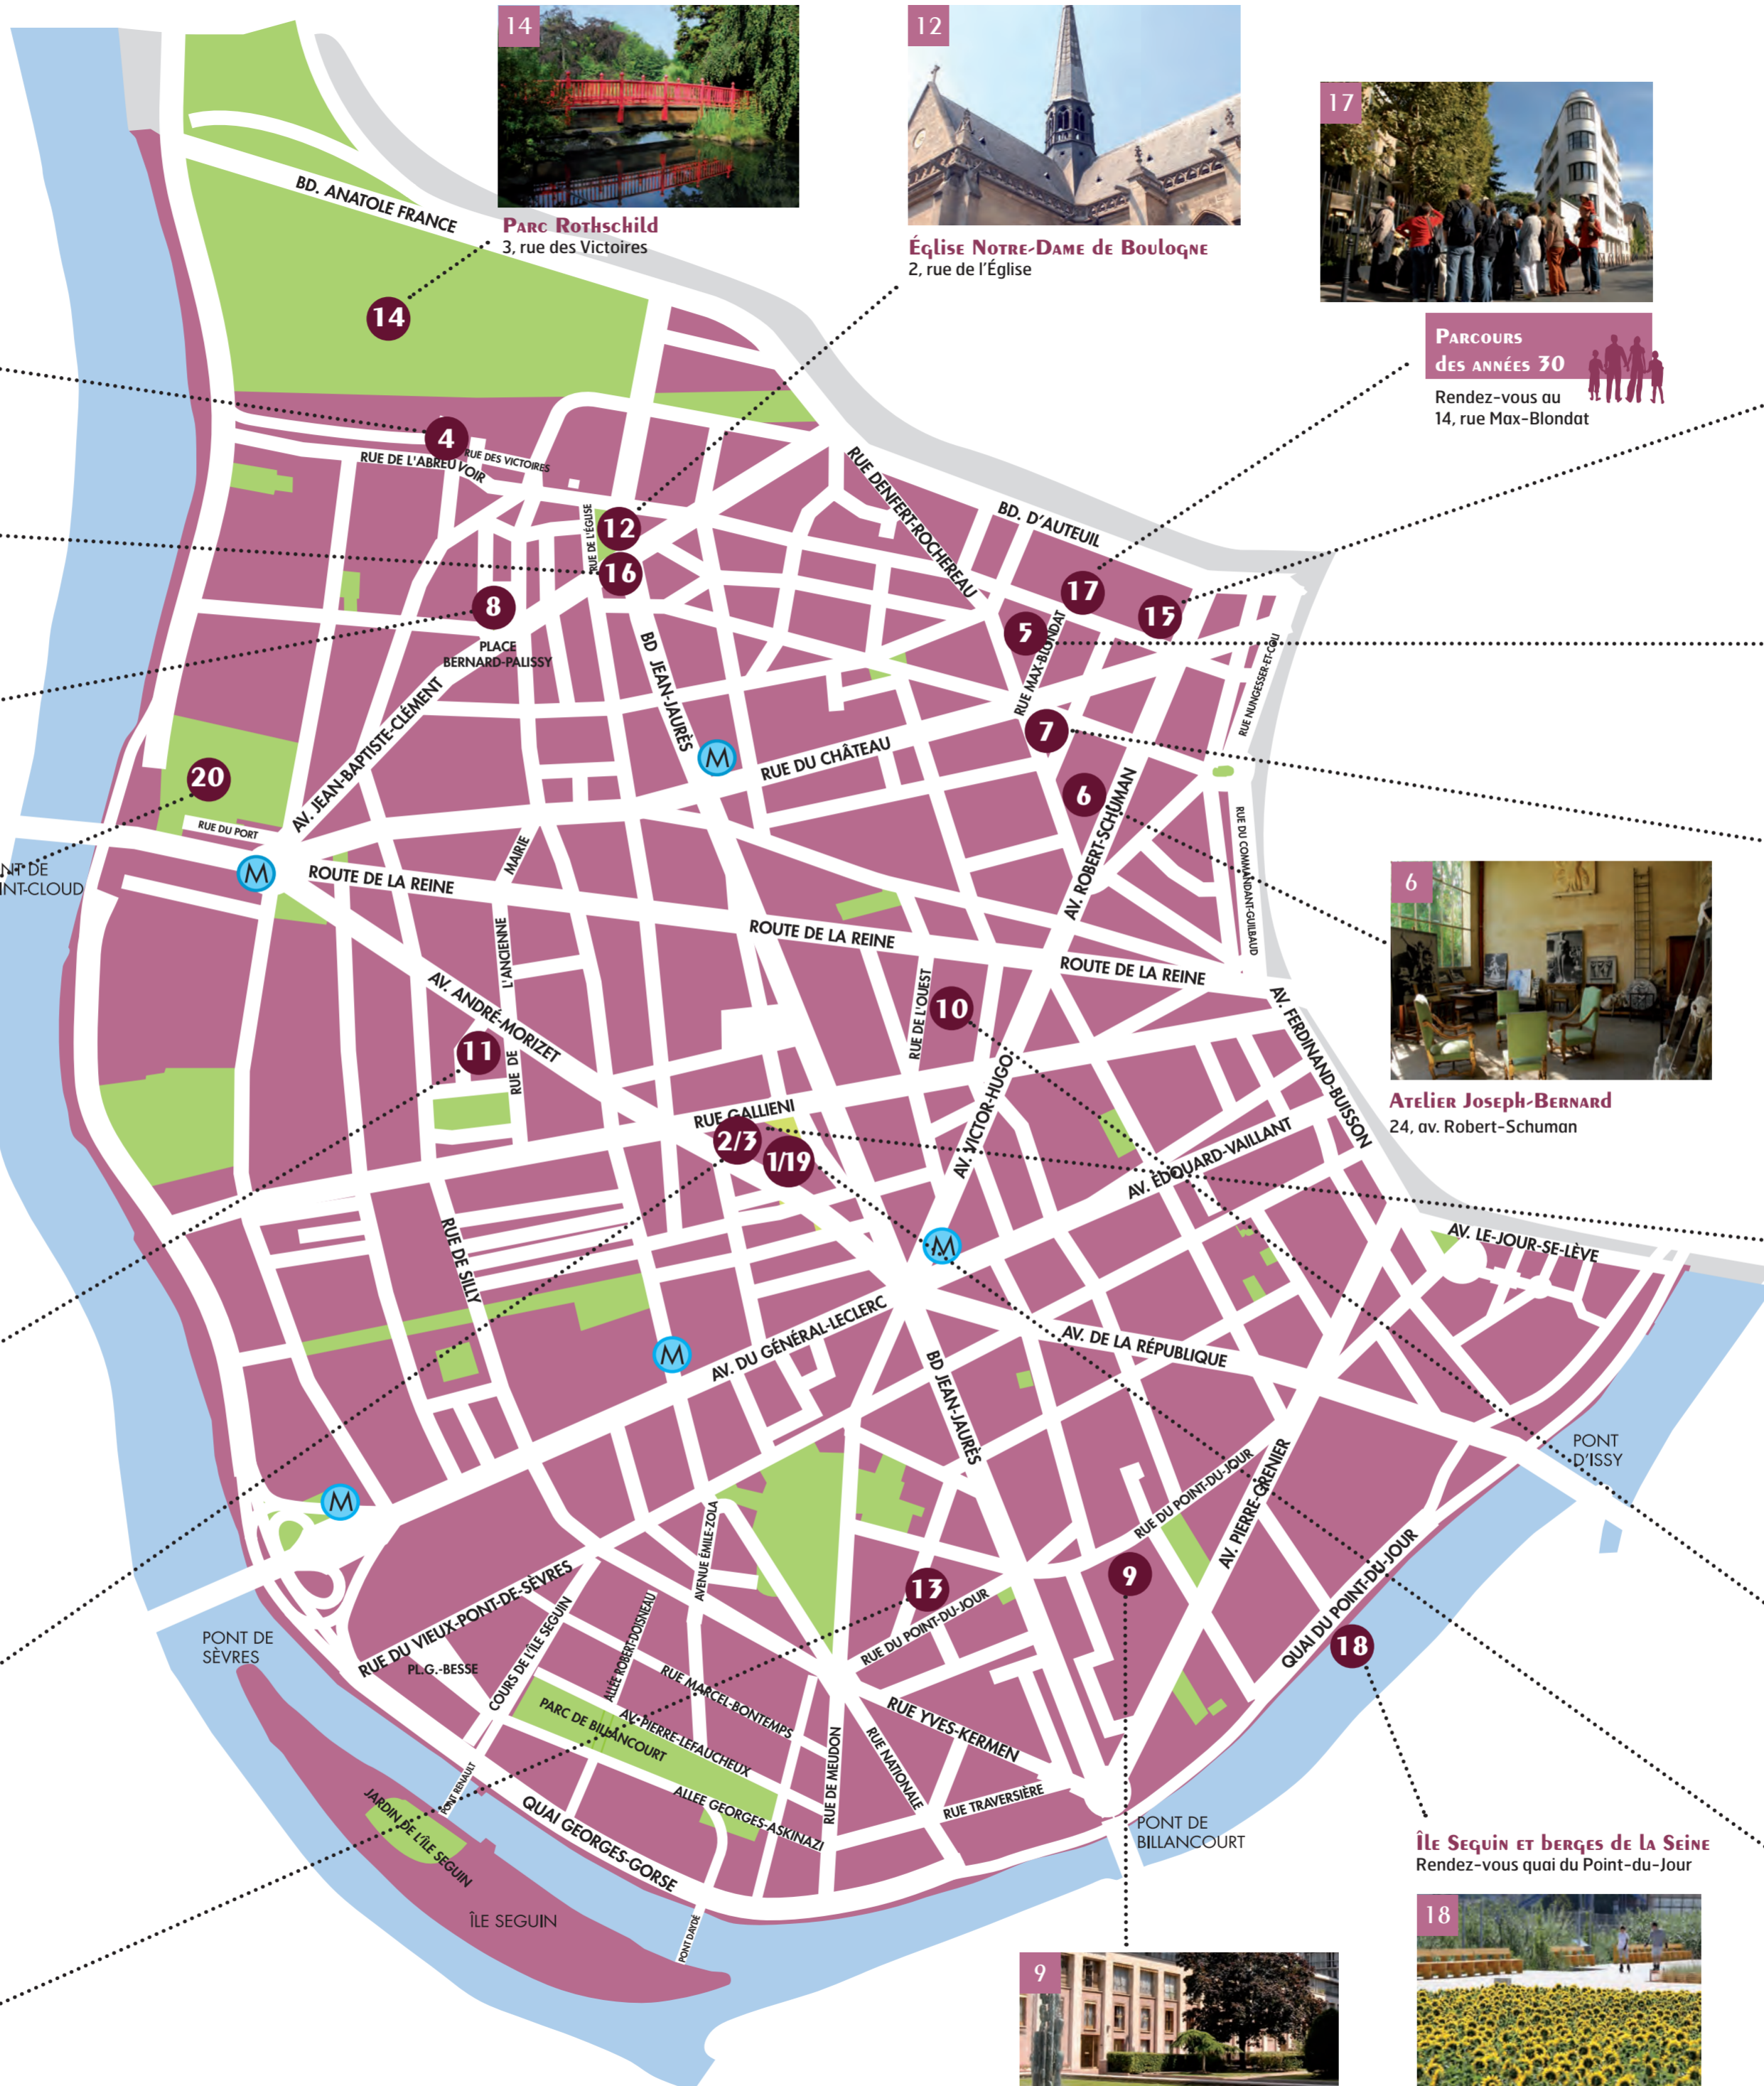 14
Parc Rothschild
3, rue des Victoires
12
Église Notre-Dame de Boulogne
2, rue de l'Église
17
Parcours
des années 30
Rendez-vous au
14, rue Max-Blondat
BD. ANATOLE FRANCE
14
4
RUE DES VICTOIRES
RUE DE L'ABREUVOIR
RUE DE L'ÉGLISE
12
16
8
PLACE
BERNARD-PALISSY
RUE DENFERT-ROCHEREAU
BD. D'AUTEUIL
17
15
5
RUE MAX-BLONDAT
7
6
RUE NUNGESSER-ET-COLI
BD JEAN-JAURÈS
M
RUE DU CHÂTEAU
AV. JEAN-BAPTISTE-CLÉMENT
AV. ROBERT-SCHUMAN
RUE DU COMMANDANT-GUILBAUD
20
RUE DU PORT
NT DE
INT-CLOUD
M
ROUTE DE LA REINE
MAIRIE
L'ANCIENNE
RUE DE
ROUTE DE LA REINE
ROUTE DE LA REINE
6
Atelier Joseph-Bernard
24, av. Robert-Schuman
AV. ANDRÉ-MORIZET
11
RUE DE L'OUEST
10
AV. FERDINAND-BUISSON
AV. VICTOR-HUGO
RUE GALLIENI
2/3
1/19
AV. ÉDOUARD-VAILLANT
M
AV. LE-JOUR-SE-LÈVE
RUE DE SILLY
M
AV. DU GÉNÉRAL-LECLERC
AV. DE LA RÉPUBLIQUE
BD JEAN-JAURÈS
PONT
D'ISSY
M
RUE DU POINT-DU-JOUR
AV. PIERRE-GRENIER
QUAI DU POINT-DU-JOUR
AVENUE ÉMILE-ZOLA
13
9
RUE DU POINT-DU-JOUR
18
PONT DE
SÈVRES
RUE DU VIEUX-PONT-DE-SÈVRES
PL.G.-BESSE
COURS DE L'ÎLE SEGUIN
ALLÉE ROBERT-DOISNEAU
RUE MARCEL-BONTEMPS
PARC DE BILLANCOURT
AV. PIERRE-LEFAUCHEUX
RUE YVES-KERMEN
RUE NATIONALE
RUE DE MEUDON
RUE TRAVERSIÈRE
ALLEE GEORGES-ASKINAZI
PONT RENAULT
JARDIN DE L'ÎLE SEGUIN
QUAI GEORGES-GORSE
ÎLE SEGUIN
PONT DAYDÉ
PONT DE
BILLANCOURT
Île Seguin et berges de la Seine
Rendez-vous quai du Point-du-Jour
9
18